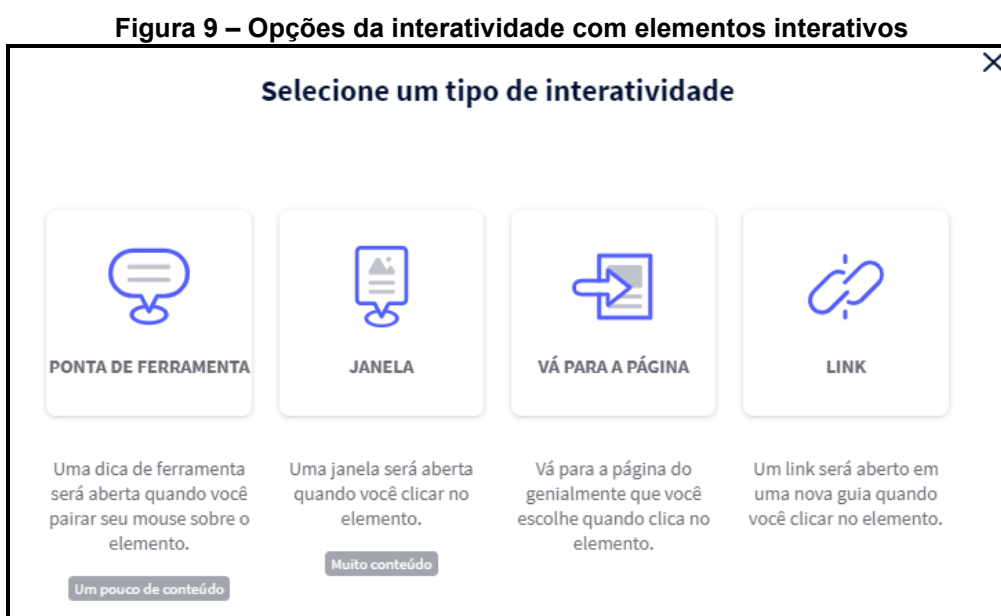 Figura 9 – Opções da interatividade com elementos interativos
Selecione um tipo de interatividade
PONTA DE FERRAMENTA
JANELA
VÁ PARA A PÁGINA
LINK
Uma dica de ferramenta
será aberta quando você
pairar seu mouse sobre o
elemento.
Um pouco de conteúdo
Uma janela será aberta
quando você clicar no
elemento.
Muito conteúdo
Vá para a página do
genialmente que você
escolhe quando clica no
elemento.
Um link será aberto em
uma nova guia quando
você clicar no elemento.